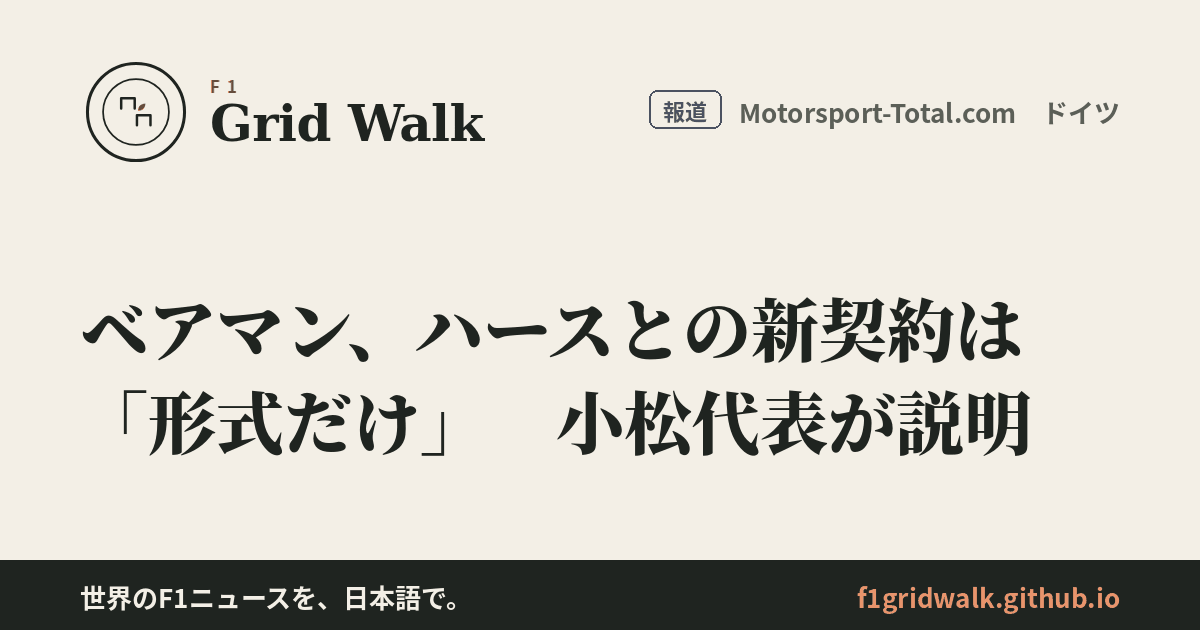 F1
Grid Walk
報道 Motorsport-Total.com ドイツ
ベアマン、ハースとの新契約は
「形式だけ」　小松代表が説明
世界のF1ニュースを、日本語で。
f1gridwalk.github.io